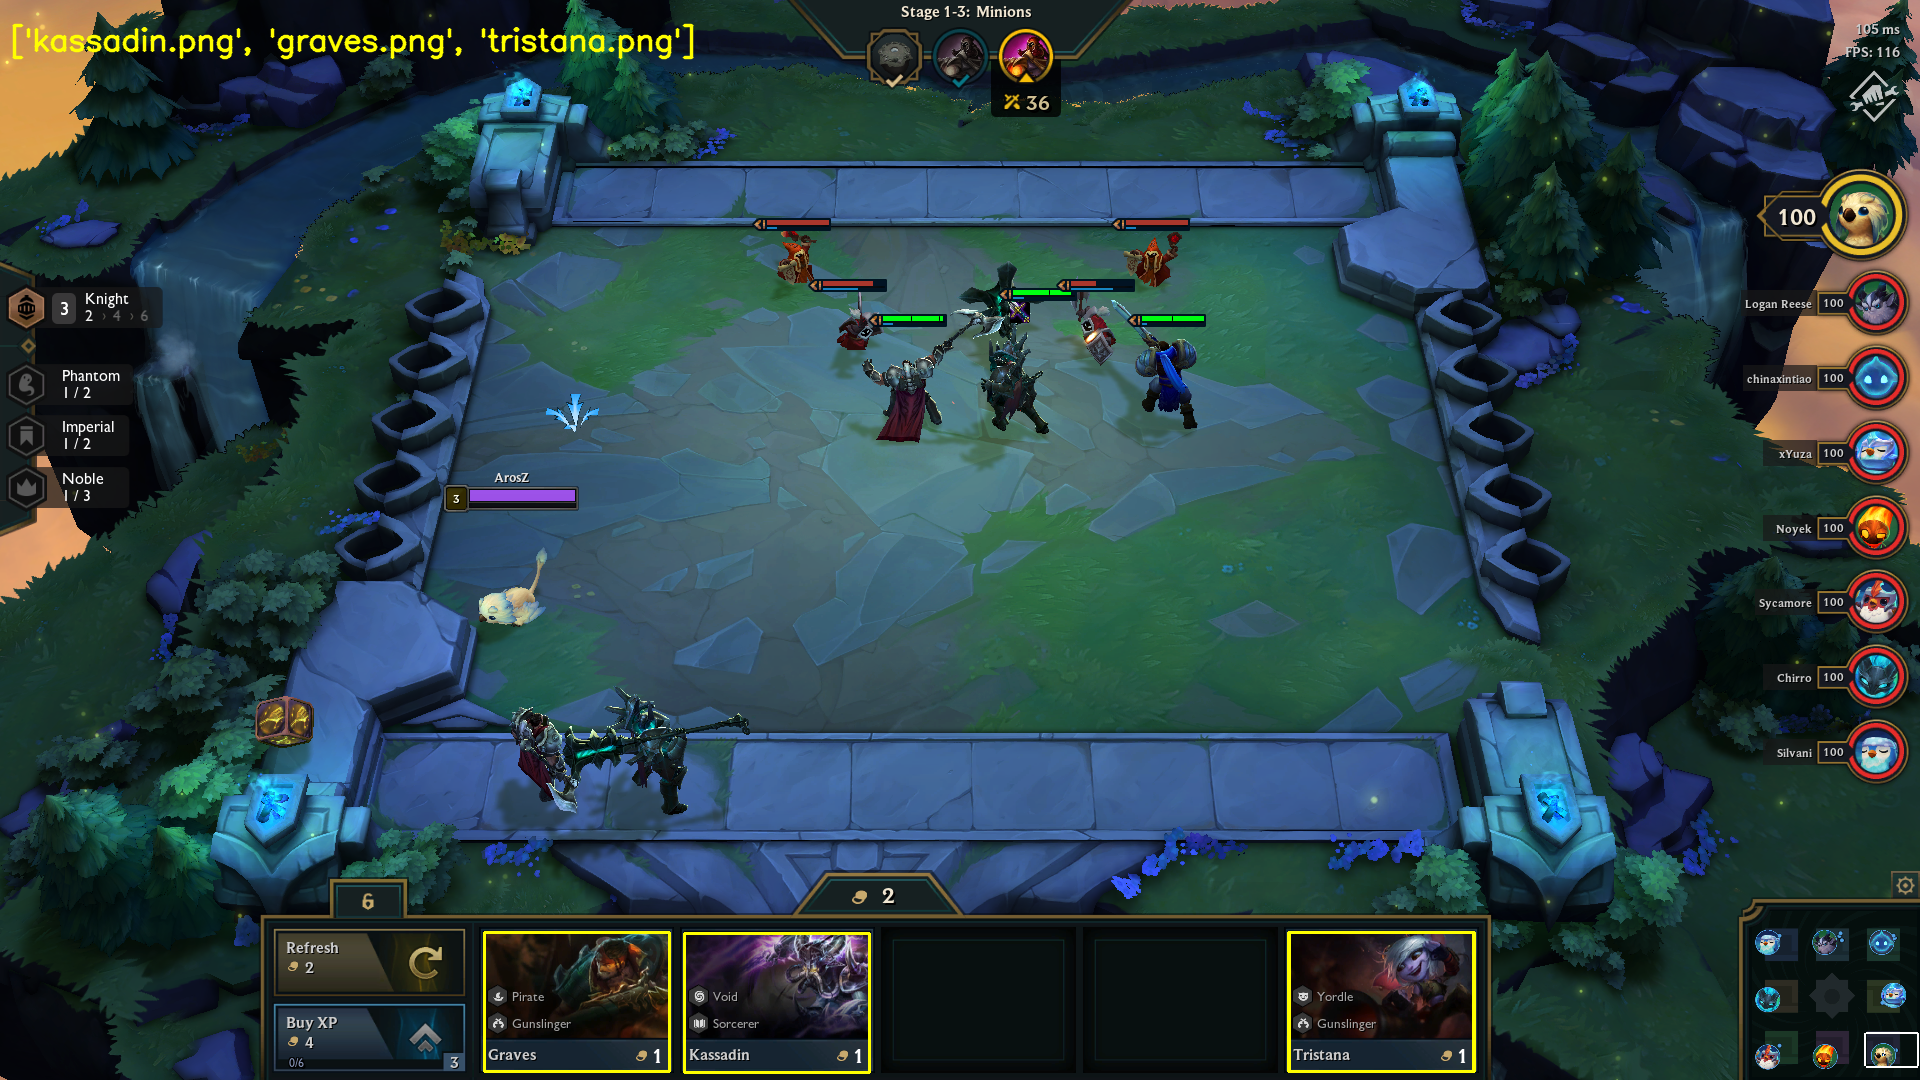 ['kassadin.png', 'graves.png', 'tristana.png']
Stage 1-3: Minions
36
105 ms
FPS: 116
100
3
Knight
2 › 4 › 6
Phantom
1 / 2
Imperial
1 / 2
Noble
1 / 3
ArosZ
3
Logan Reese 100
chinaxintiao 100
xYuza 100
Noyek 100
Sycamore 100
Chirro 100
Silvani 100
6
2
Refresh
2
Buy XP
4
0/6
3
Pirate
Gunslinger
Graves 1
Void
Sorcerer
Kassadin 1
Yordle
Gunslinger
Tristana 1